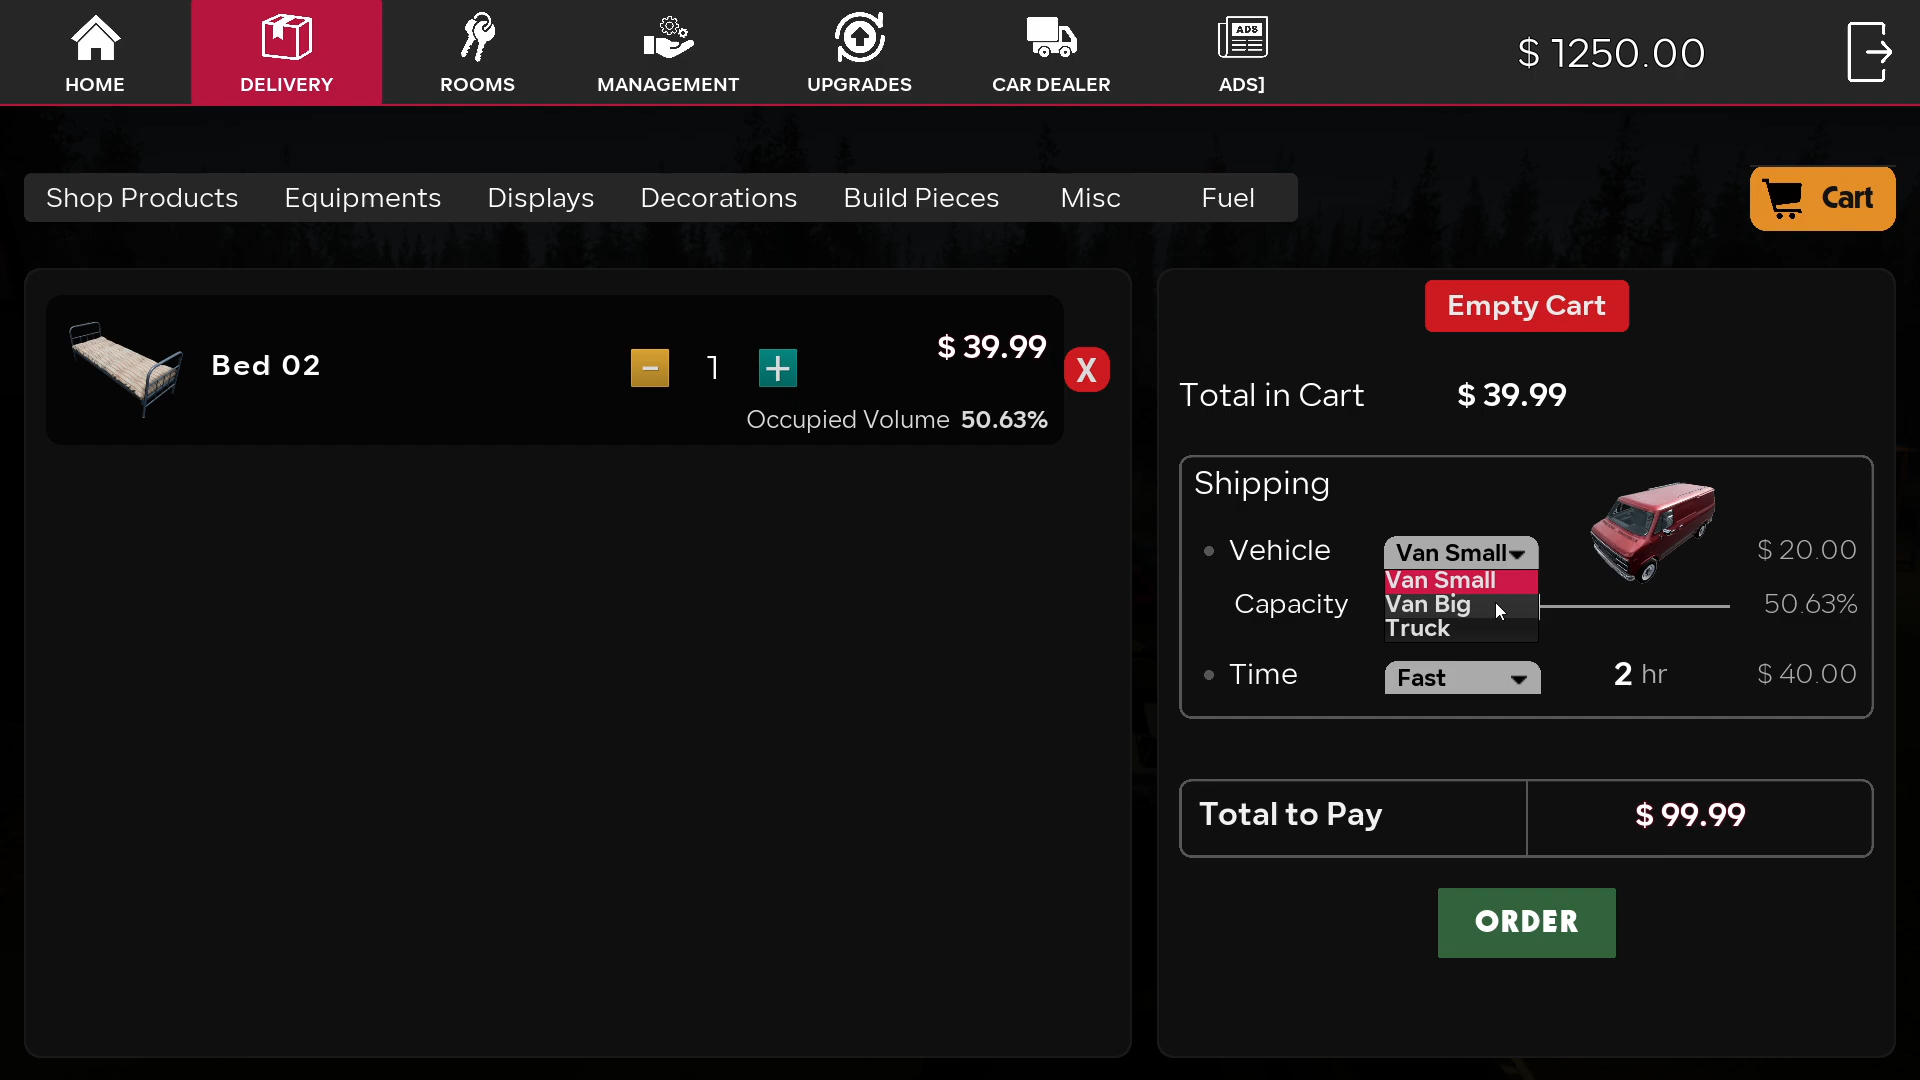 HOME
DELIVERY
ROOMS
MANAGEMENT
UPGRADES
CAR DEALER
ADS
ADS]
$ 1250.00
Shop Products
Equipments
Displays
Decorations
Build Pieces
Misc
Fuel
Cart
Bed 02
- 1 +
$ 39.99
X
Occupied Volume 50.63%
Empty Cart
Total in Cart $ 39.99
Shipping
Vehicle Van Small $ 20.00
Van Small
Capacity Van Big 50.63%
Truck
Time Fast 2 hr $ 40.00
Total to Pay $ 99.99
ORDER